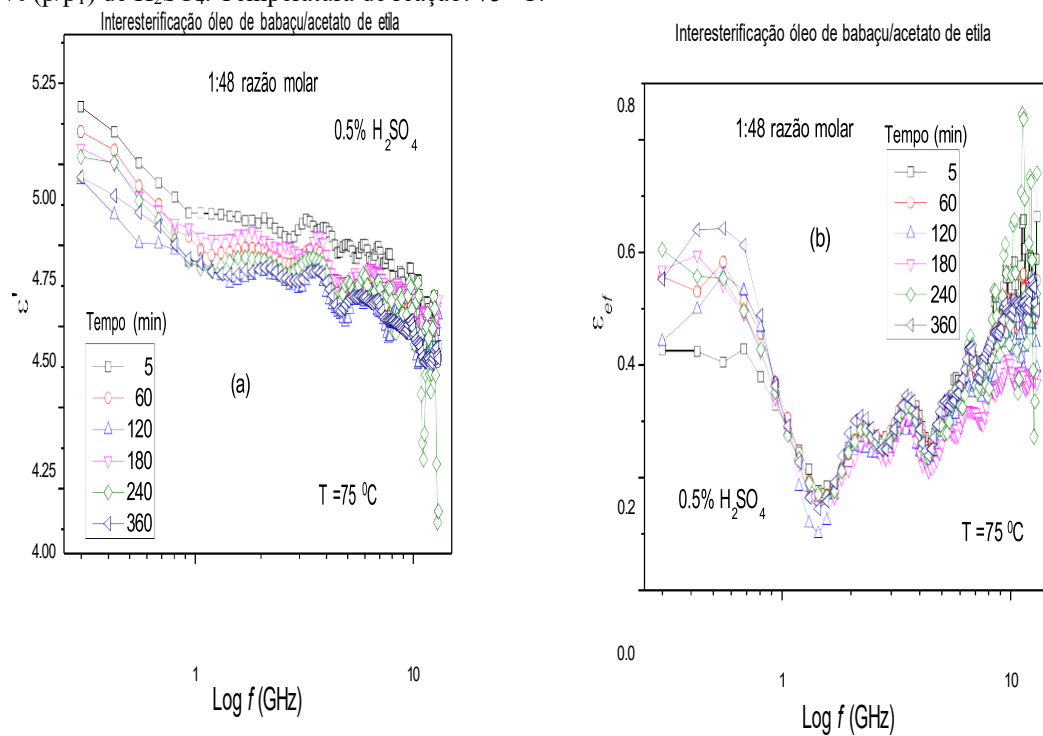 Interesterificação óleo de babaçu/acetato de etila
1:48 razão molar
0.5% H2SO4
5.25
5.00
4.75
4.50
4.25
4.00
ε'
Tempo (min)
5
60
120
180
240
360
(a)
T =75 ⁰C
1
10
Log f (GHz)
Interesterificação óleo de babaçu/acetato de etila
0.8
0.6
0.4
0.2
0.0
εef
1:48 razão molar
Tempo (min)
5
60
120
180
240
360
(b)
0.5% H2SO4
T =75 ⁰C
1
10
Log f (GHz)